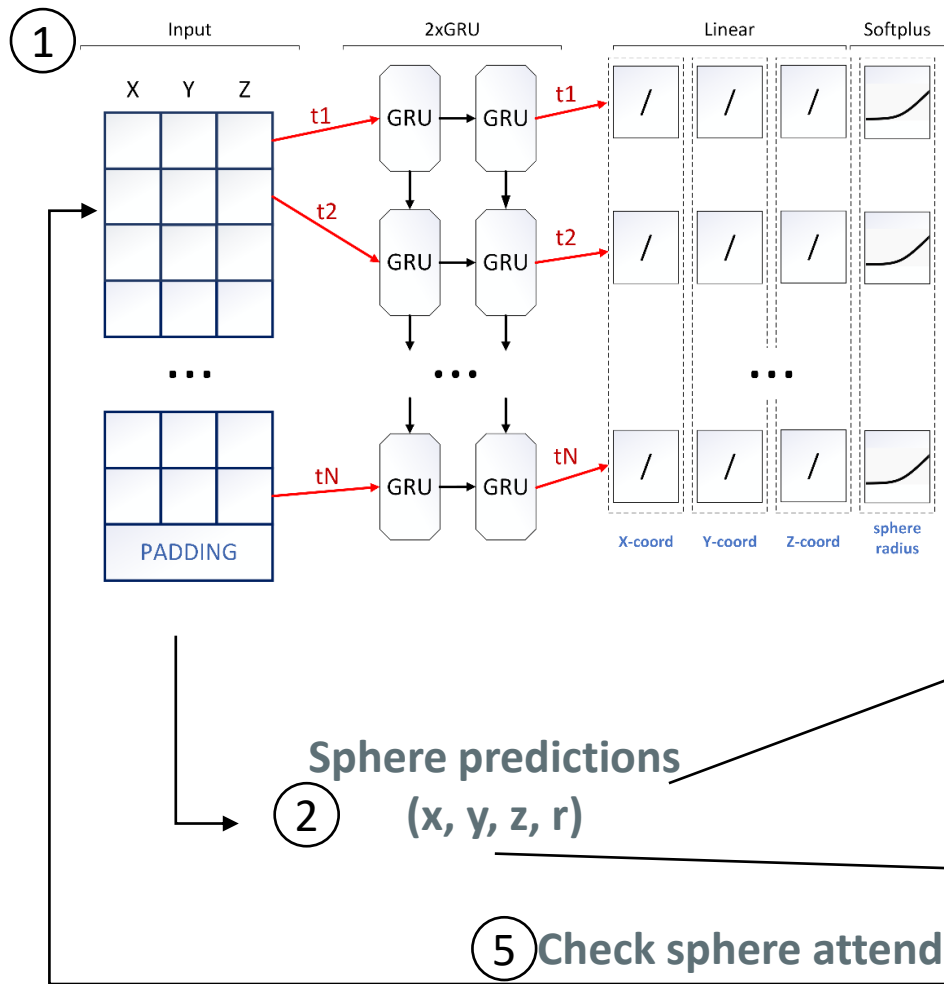 1
Input
2xGRU
Linear
Softplus
X Y Z
t1
GRU
GRU
t1
t2
GRU
GRU
t2
...
...
...
tN
GRU
GRU
tN
PADDING
X-coord
Y-coord
Z-coord
sphere
radius
Sphere predictions
2
(x, y, z, r)
5
Check sphere attend